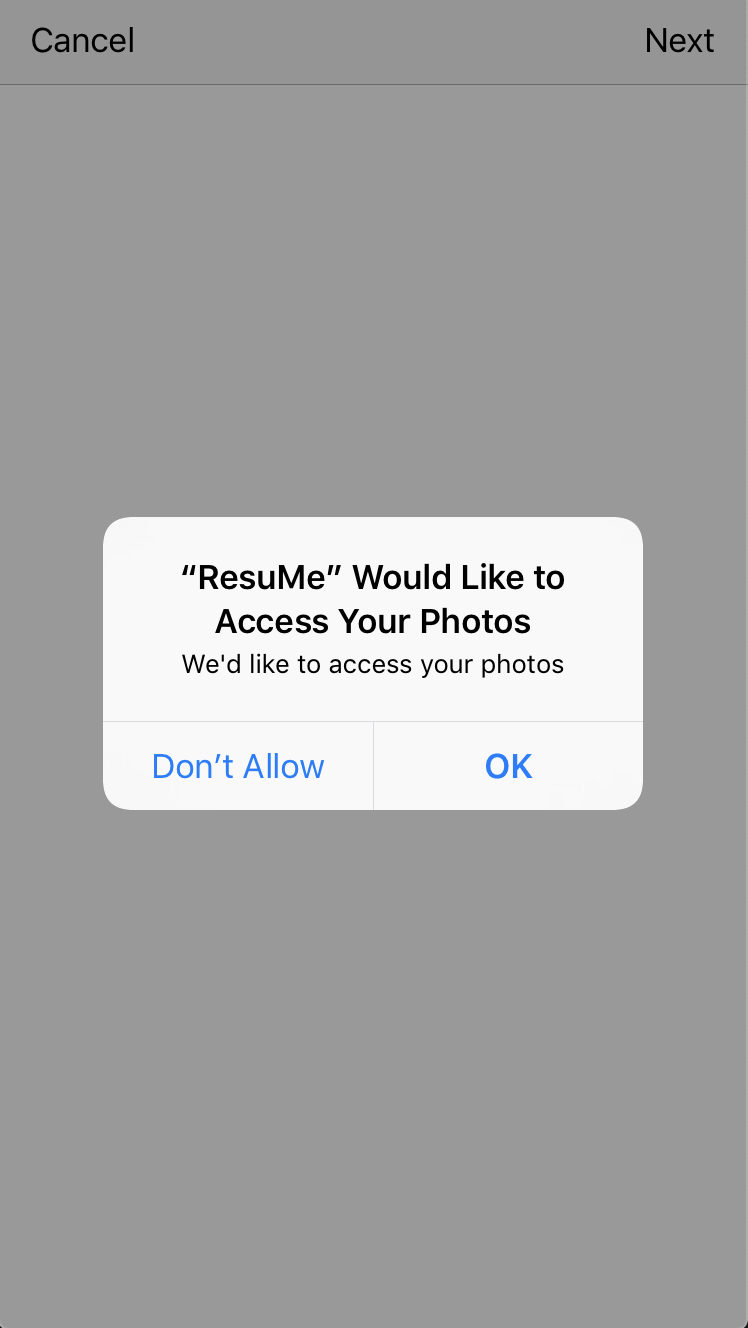 Cancel
Next
“ResuMe” Would Like to
Access Your Photos
We'd like to access your photos
Don’t Allow
OK